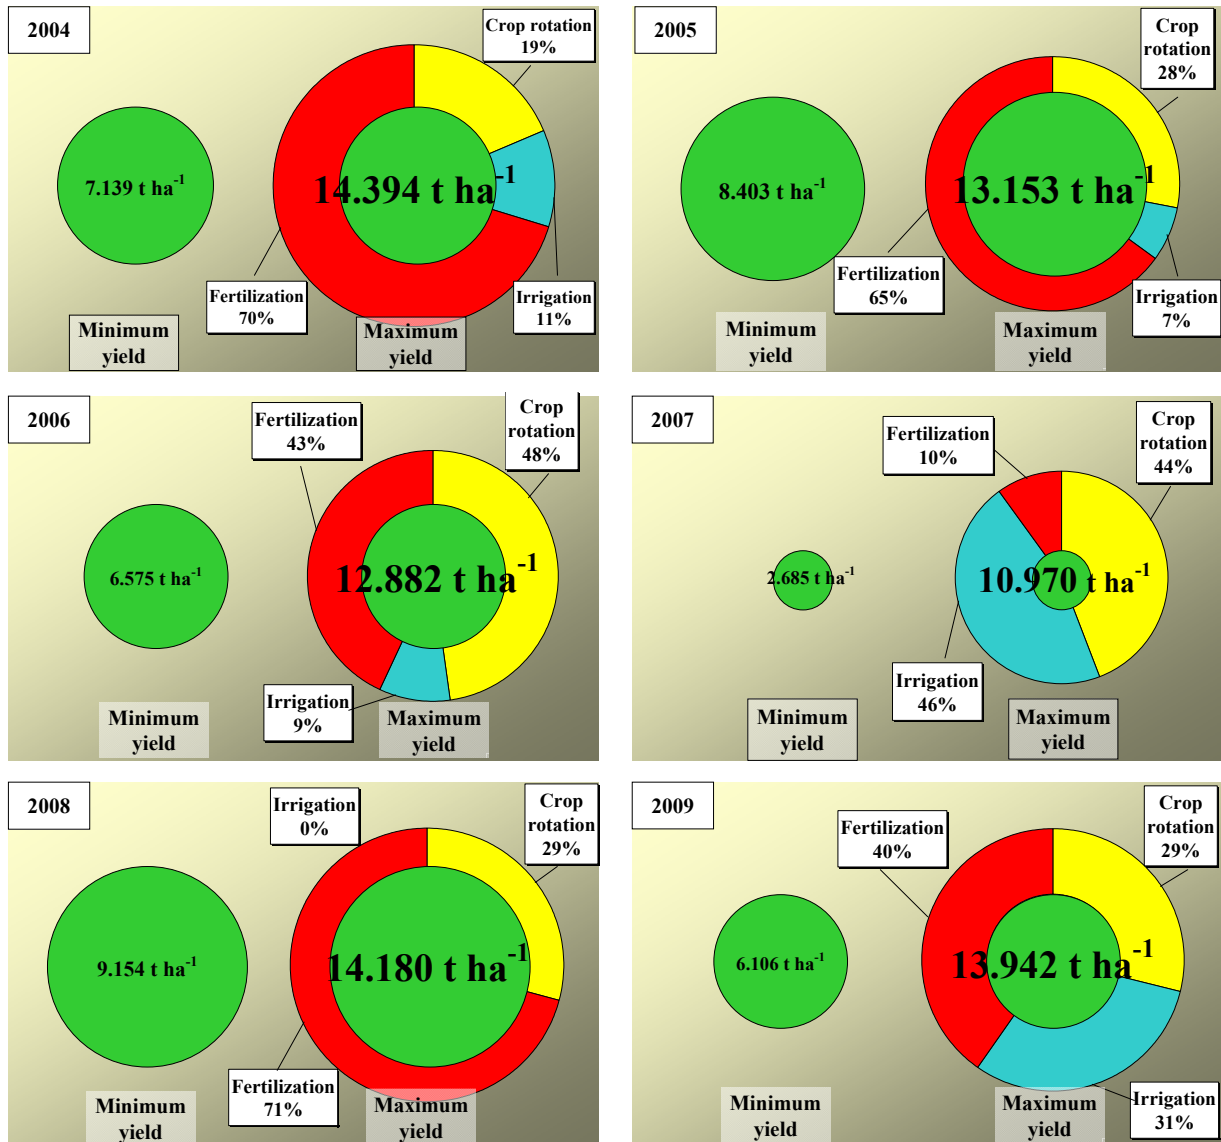 2004
Crop rotation
19%
7.139 t ha⁻¹
14.394 t ha⁻¹
Fertilization
70%
Irrigation
11%
Minimum
yield
Maximum
yield
2005
Crop
rotation
28%
8.403 t ha⁻¹
13.153 t ha⁻¹
Fertilization
65%
Irrigation
7%
Minimum
yield
Maximum
yield
2006
Fertilization
43%
Crop
rotation
48%
6.575 t ha⁻¹
12.882 t ha⁻¹
Irrigation
9%
Minimum
yield
Maximum
yield
2007
Fertilization
10%
Crop
rotation
44%
2.685 t ha⁻¹
10.970 t ha⁻¹
Irrigation
46%
Minimum
yield
Maximum
yield
2008
Irrigation
0%
Crop
rotation
29%
9.154 t ha⁻¹
14.180 t ha⁻¹
Fertilization
71%
Minimum
yield
Maximum
yield
2009
Fertilization
40%
Crop
rotation
29%
6.106 t ha⁻¹
13.942 t ha⁻¹
Irrigation
31%
Minimum
yield
Maximum
yield